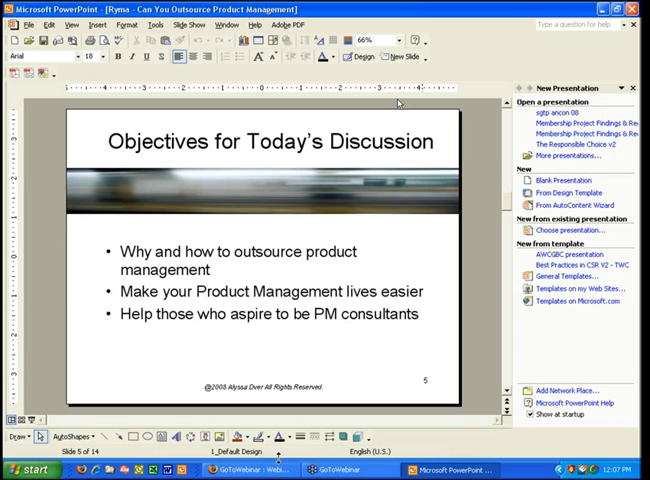 Microsoft PowerPoint - [Ryma - Can You Outsource Product Management]
File Edit View Insert Format Tools Slide Show Window Help Adobe PDF
Type a question for help
66%
Design New Slide
Arial 18 B I U S
New Presentation
Open a presentation
sgtp ancon 08
Membership Project Findings & Re
Membership Project Findings & Re
The Responsible Choice v2
More presentations...
New
Blank Presentation
From Design Template
From AutoContent Wizard
New from existing presentation
Choose presentation...
New from template
AWCGBC presentation
Best Practices in CSR V2 - TWC
General Templates...
Templates on my Web Sites...
Templates on Microsoft.com
Add Network Place...
Microsoft PowerPoint Help
Show at startup
Objectives for Today's Discussion
• Why and how to outsource product
management
• Make your Product Management lives easier
• Help those who aspire to be PM consultants
@2008 Alyssa Dver All Rights Reserved.
5
Draw AutoShapes
Slide 5 of 14 1_Default Design English (U.S.)
start GoToWebinar : Webi... GoToWebinar Microsoft PowerPoint ... 12:07 PM